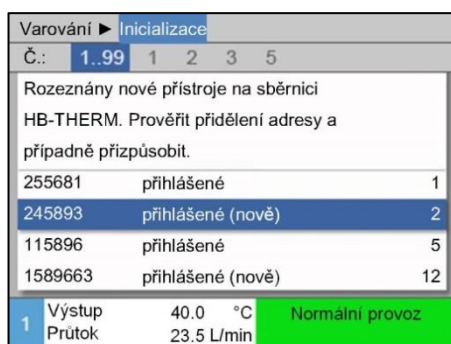 Varování ► Inicializace
Č.: 1..99 1 2 3 5
Rozeznány nové přístroje na sběrnici
HB-THERM. Prověřit přidělení adresy a
případně přizpůsobit.
255681 přihlášené 1
245893 přihlášené (nově) 2
115896 přihlášené 5
1589663 přihlášené (nově) 12
1 Výstup 40.0 °C Normální provoz
Průtok 23.5 L/min